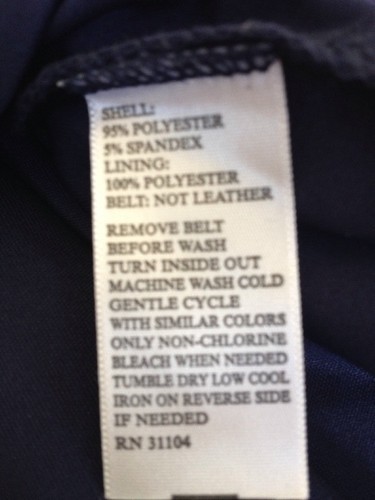 SHELL:
95% POLYESTER
5% SPANDEX
LINING:
100% POLYESTER
BELT: NOT LEATHER
REMOVE BELT
BEFORE WASH
TURN INSIDE OUT
MACHINE WASH COLD
GENTLE CYCLE
WITH SIMILAR COLORS
ONLY NON-CHLORINE
BLEACH WHEN NEEDED
TUMBLE DRY LOW COOL
IRON ON REVERSE SIDE
IF NEEDED
RN 31104